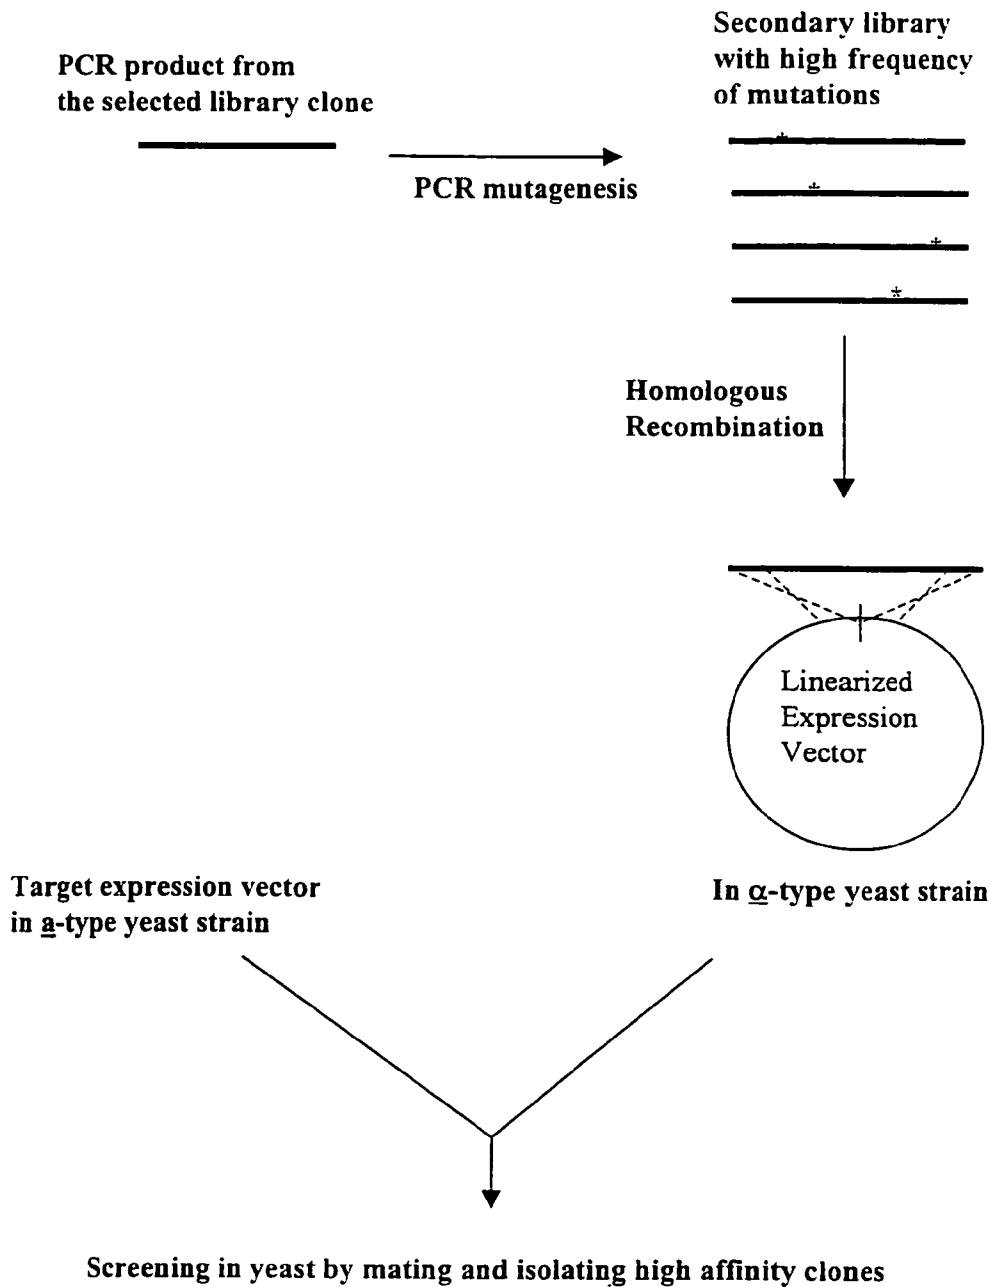 PCR product from
the selected library clone
PCR mutagenesis
Secondary library
with high frequency
of mutations
*
*
*
*
Homologous
Recombination
Linearized
Expression
Vector
Target expression vector
in a-type yeast strain
In α-type yeast strain
Screening in yeast by mating and isolating high affinity clones